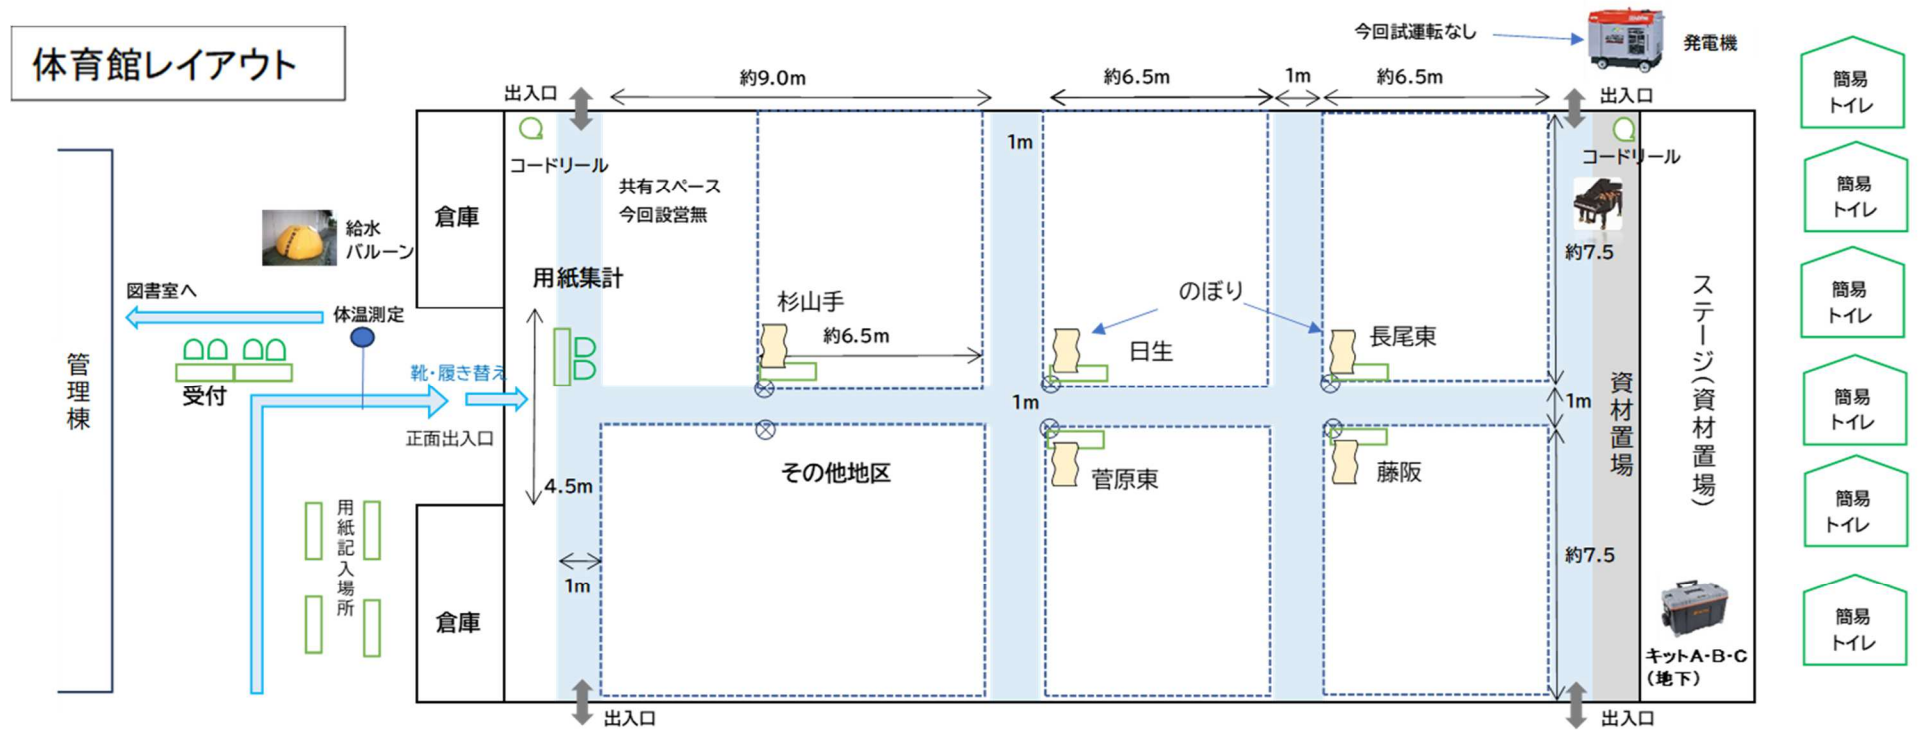 体育館レイアウト
今回試運転なし
発電機
出入口
約9.0m
約6.5m
1m
約6.5m
出入口
コードリール
共有スペース
今回設営無
1m
コードリール
倉庫
給水
バルーン
用紙集計
図書室へ
体温測定
杉山手
約6.5m
のぼり
日生
長尾東
約7.5
管理棟
受付
靴・履き替え
正面出入口
1m
1m
資材置場
ステージ(資材置場)
その他地区
菅原東
藤阪
4.5m
用紙記入場所
1m
約7.5
倉庫
キットA・B・C
(地下)
出入口
出入口
簡易
トイレ
簡易
トイレ
簡易
トイレ
簡易
トイレ
簡易
トイレ
簡易
トイレ